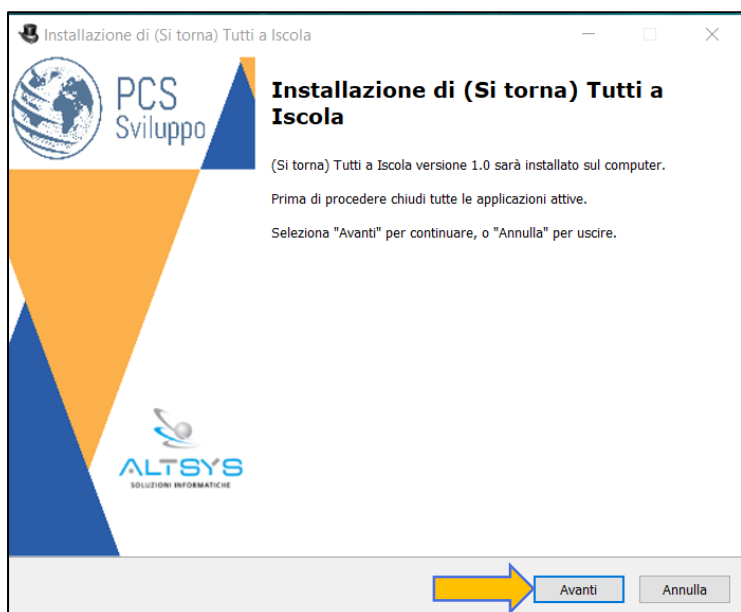 Installazione di (Si torna) Tutti a Iscola
PCS
Sviluppo
Installazione di (Si torna) Tutti a
Iscola
(Si torna) Tutti a Iscola versione 1.0 sarà installato sul computer.
Prima di procedere chiudi tutte le applicazioni attive.
Seleziona "Avanti" per continuare, o "Annulla" per uscire.
ALTSYS
SOLUZIONI INFORMATICHE
Avanti
Annulla